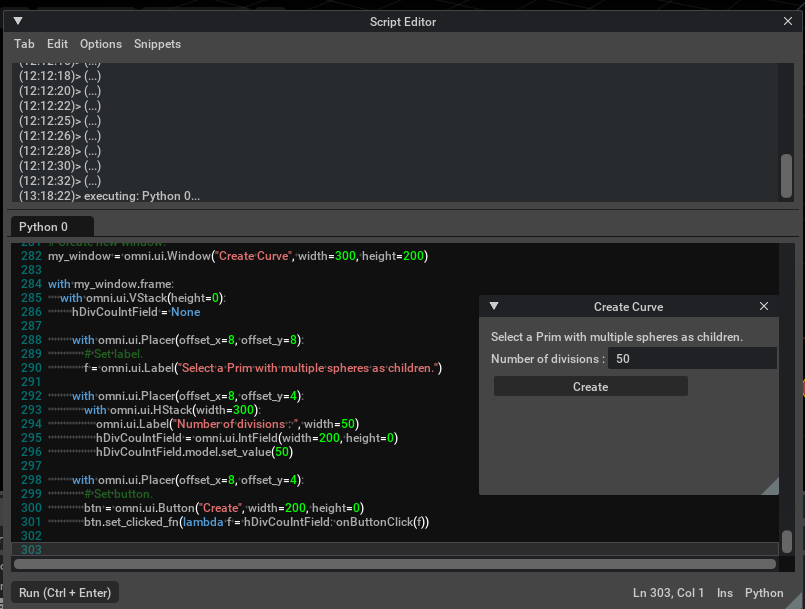 Script Editor
Tab Edit Options Snippets
(12:12:18)> (...)
(12:12:20)> (...)
(12:12:22)> (...)
(12:12:25)> (...)
(12:12:26)> (...)
(12:12:28)> (...)
(12:12:30)> (...)
(12:12:32)> (...)
(13:18:22)> executing: Python 0...
Python 0
281 # Create new window.
282 my_window = omni.ui.Window("Create Curve", width=300, height=200)
283
284 with my_window.frame:
285     with omni.ui.VStack(height=0):
286         hDivCouIntField = None
287
288         with omni.ui.Placer(offset_x=8, offset_y=8):
289             # Set label.
290             f = omni.ui.Label("Select a Prim with multiple spheres as children.")
291
292         with omni.ui.Placer(offset_x=8, offset_y=4):
293             with omni.ui.HStack(width=300):
294                 omni.ui.Label("Number of divisions : ", width=50)
295                 hDivCouIntField = omni.ui.IntField(width=200, height=0)
296                 hDivCouIntField.model.set_value(50)
297
298         with omni.ui.Placer(offset_x=8, offset_y=4):
299             # Set button.
300             btn = omni.ui.Button("Create", width=200, height=0)
301             btn.set_clicked_fn(lambda f = hDivCouIntField: onButtonClick(f))
302
303
Create Curve
Select a Prim with multiple spheres as children.
Number of divisions : 50
Create
Run (Ctrl + Enter) Ln 303, Col 1 Ins Python